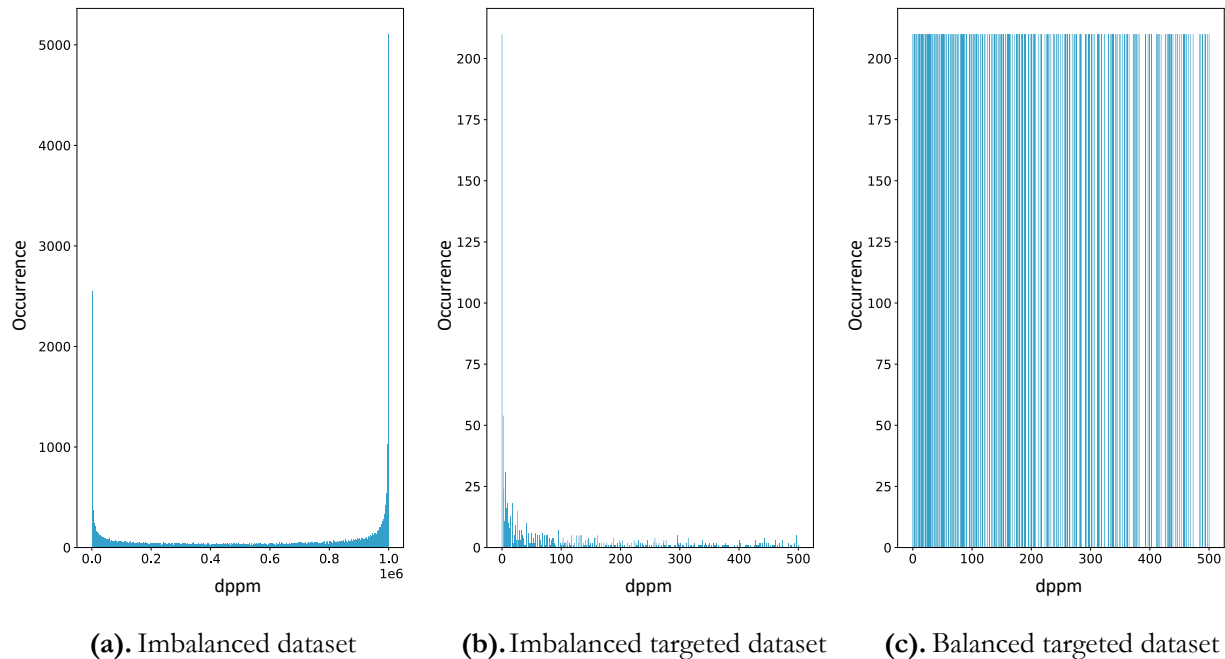 5000
4000
3000
2000
1000
0
Occurrence
0.0 0.2 0.4 0.6 0.8 1.0
1e6
dppm
200
175
150
125
100
75
50
25
0
Occurrence
0 100 200 300 400 500
dppm
200
175
150
125
100
75
50
25
0
Occurrence
0 100 200 300 400 500
dppm
(a). Imbalanced dataset
(b). Imbalanced targeted dataset
(c). Balanced targeted dataset